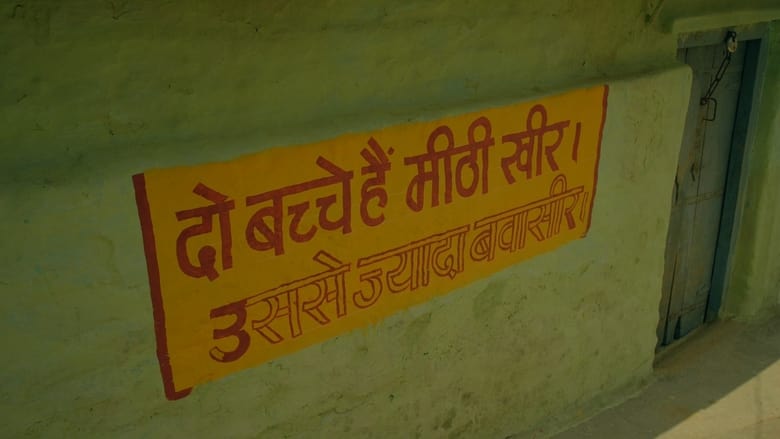 दो बच्चे हैं मीठी खीर।
उससे ज्यादा बवासीर।